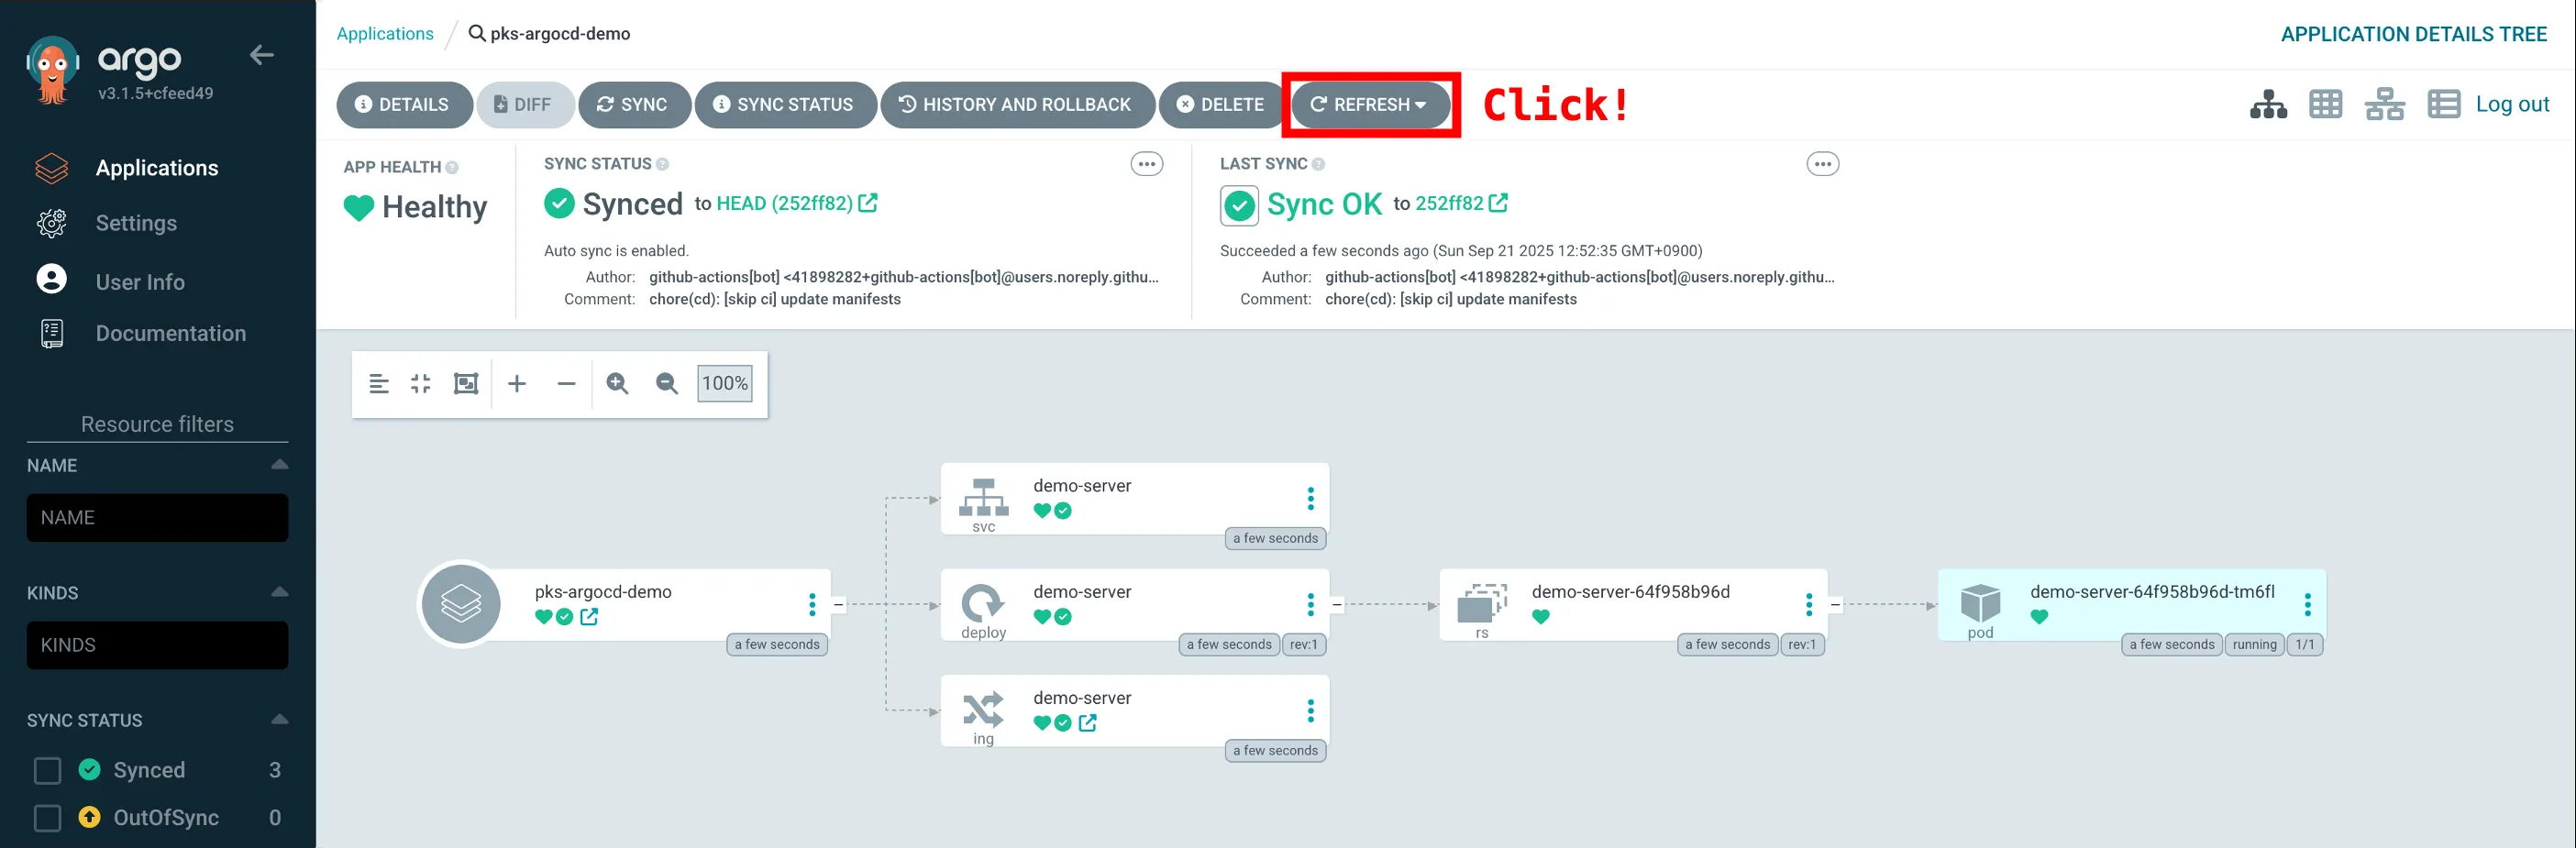 argo
v3.1.5+cfeed49
Applications
Settings
User Info
Documentation
Resource filters
NAME
NAME
KINDS
KINDS
SYNC STATUS
Synced 3
OutOfSync 0
Applications / pks-argocd-demo
APPLICATION DETAILS TREE
DETAILS DIFF SYNC SYNC STATUS HISTORY AND ROLLBACK DELETE REFRESH Click!
Log out
APP HEALTH
Healthy
SYNC STATUS
Synced to HEAD (252ff82)
Auto sync is enabled.
Author: github-actions[bot] <41898282+github-actions[bot]@users.noreply.githu...
Comment: chore(cd): [skip ci] update manifests
LAST SYNC
Sync OK to 252ff82
Succeeded a few seconds ago (Sun Sep 21 2025 12:52:35 GMT+0900)
Author: github-actions[bot] <41898282+github-actions[bot]@users.noreply.githu...
Comment: chore(cd): [skip ci] update manifests
100%
pks-argocd-demo
a few seconds
demo-server
svc
a few seconds
demo-server
deploy
a few seconds rev:1
demo-server
ing
a few seconds
demo-server-64f958b96d
rs
a few seconds rev:1
demo-server-64f958b96d-tm6fl
pod
a few seconds running 1/1